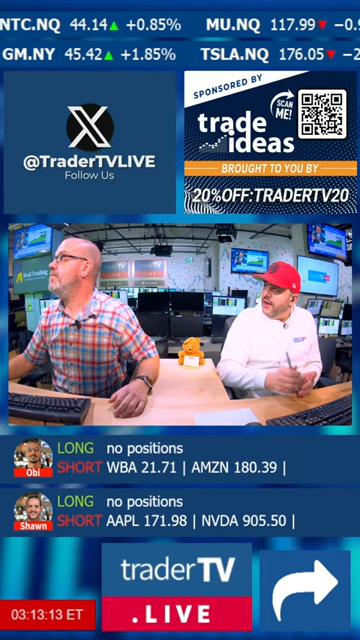 NTC.NQ 44.14▲ +0.85% MU.NQ 117.99▼ −0.9
GM.NY 45.42▲ +1.85% TSLA.NQ 176.05▼ −2
SPONSORED BY
SCAN ME!
trade ideas
BROUGHT TO YOU BY
20%OFF:TRADERTV20
X
@TraderTVLIVE
Follow Us
TraderTV
LONG no positions
SHORT WBA 21.71 | AMZN 180.39 |
Obi
LONG no positions
SHORT AAPL 171.98 | NVDA 905.50 |
Shawn
traderTV
.LIVE
03:13:13 ET